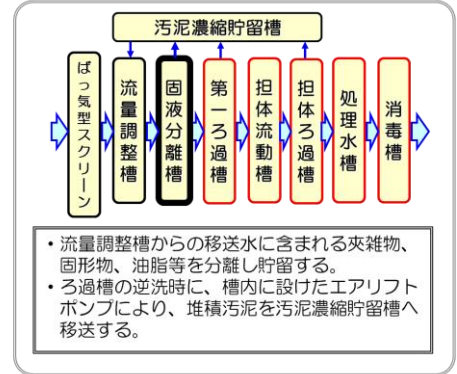 汚泥濃縮貯留槽
ばっ気型スクリーン
流量調整槽
固液分離槽
第一ろ過槽
担体流動槽
担体ろ過槽
処理水槽
消毒槽
・流量調整槽からの移送水に含まれる夾雑物、
固形物、油脂等を分離し貯留する。
・ろ過槽の逆洗時に、槽内に設けたエアリフト
ポンプにより、堆積汚泥を汚泥濃縮貯留槽へ
移送する。